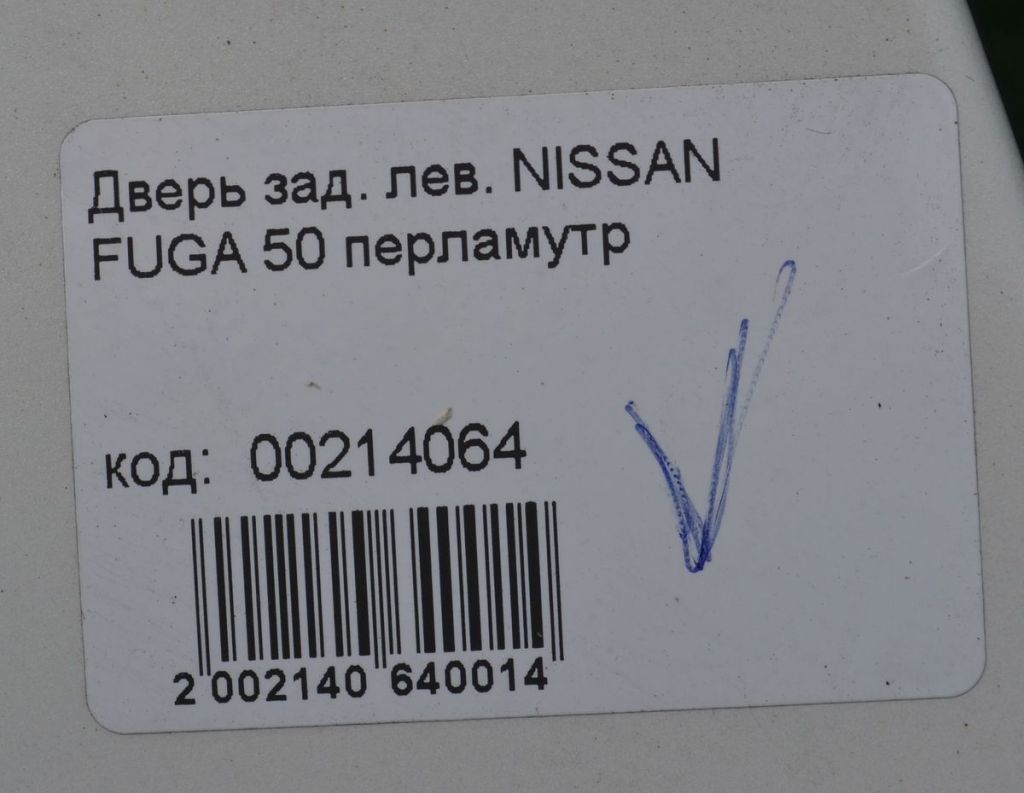 Дверь зад. лев. NISSAN
FUGA 50 перламутр
код: 00214064
2 002140 640014